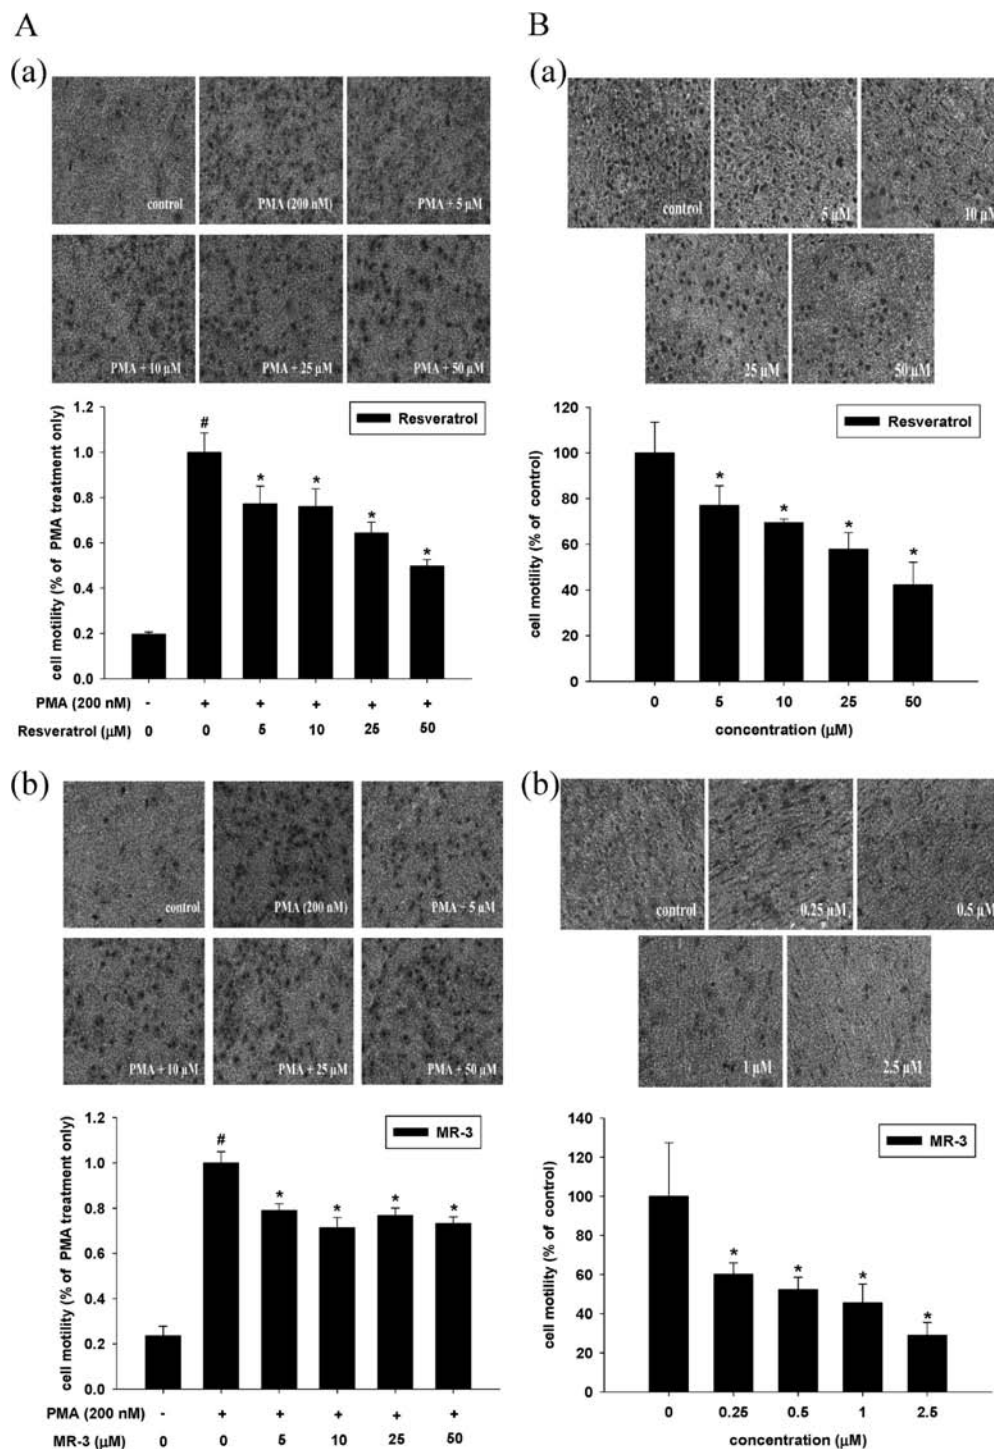 A
B
(a)
control
PMA (200 nM)
PMA + 5 µM
PMA + 10 µM
PMA + 25 µM
PMA + 50 µM
cell motility (% of PMA treatment only)
1.2
1.0
0.8
0.6
0.4
0.2
0.0
Resveratrol
#
*
*
*
*
PMA (200 nM) - + + + + +
Resveratrol (µM) 0 0 5 10 25 50
(a)
control
5 µM
10 µM
25 µM
50 µM
cell motility (% of control)
120
100
80
60
40
20
0
Resveratrol
*
*
*
*
0 5 10 25 50
concentration (µM)
(b)
control
PMA (200 nM)
PMA + 5 µM
PMA + 10 µM
PMA + 25 µM
PMA + 50 µM
cell motility (% of PMA treatment only)
1.2
1.0
0.8
0.6
0.4
0.2
0.0
MR-3
#
*
*
*
*
PMA (200 nM) - + + + + +
MR-3 (µM) 0 0 5 10 25 50
(b)
control
0.25 µM
0.5 µM
1 µM
2.5 µM
cell motility (% of control)
140
120
100
80
60
40
20
0
MR-3
*
*
*
*
0 0.25 0.5 1 2.5
concentration (µM)